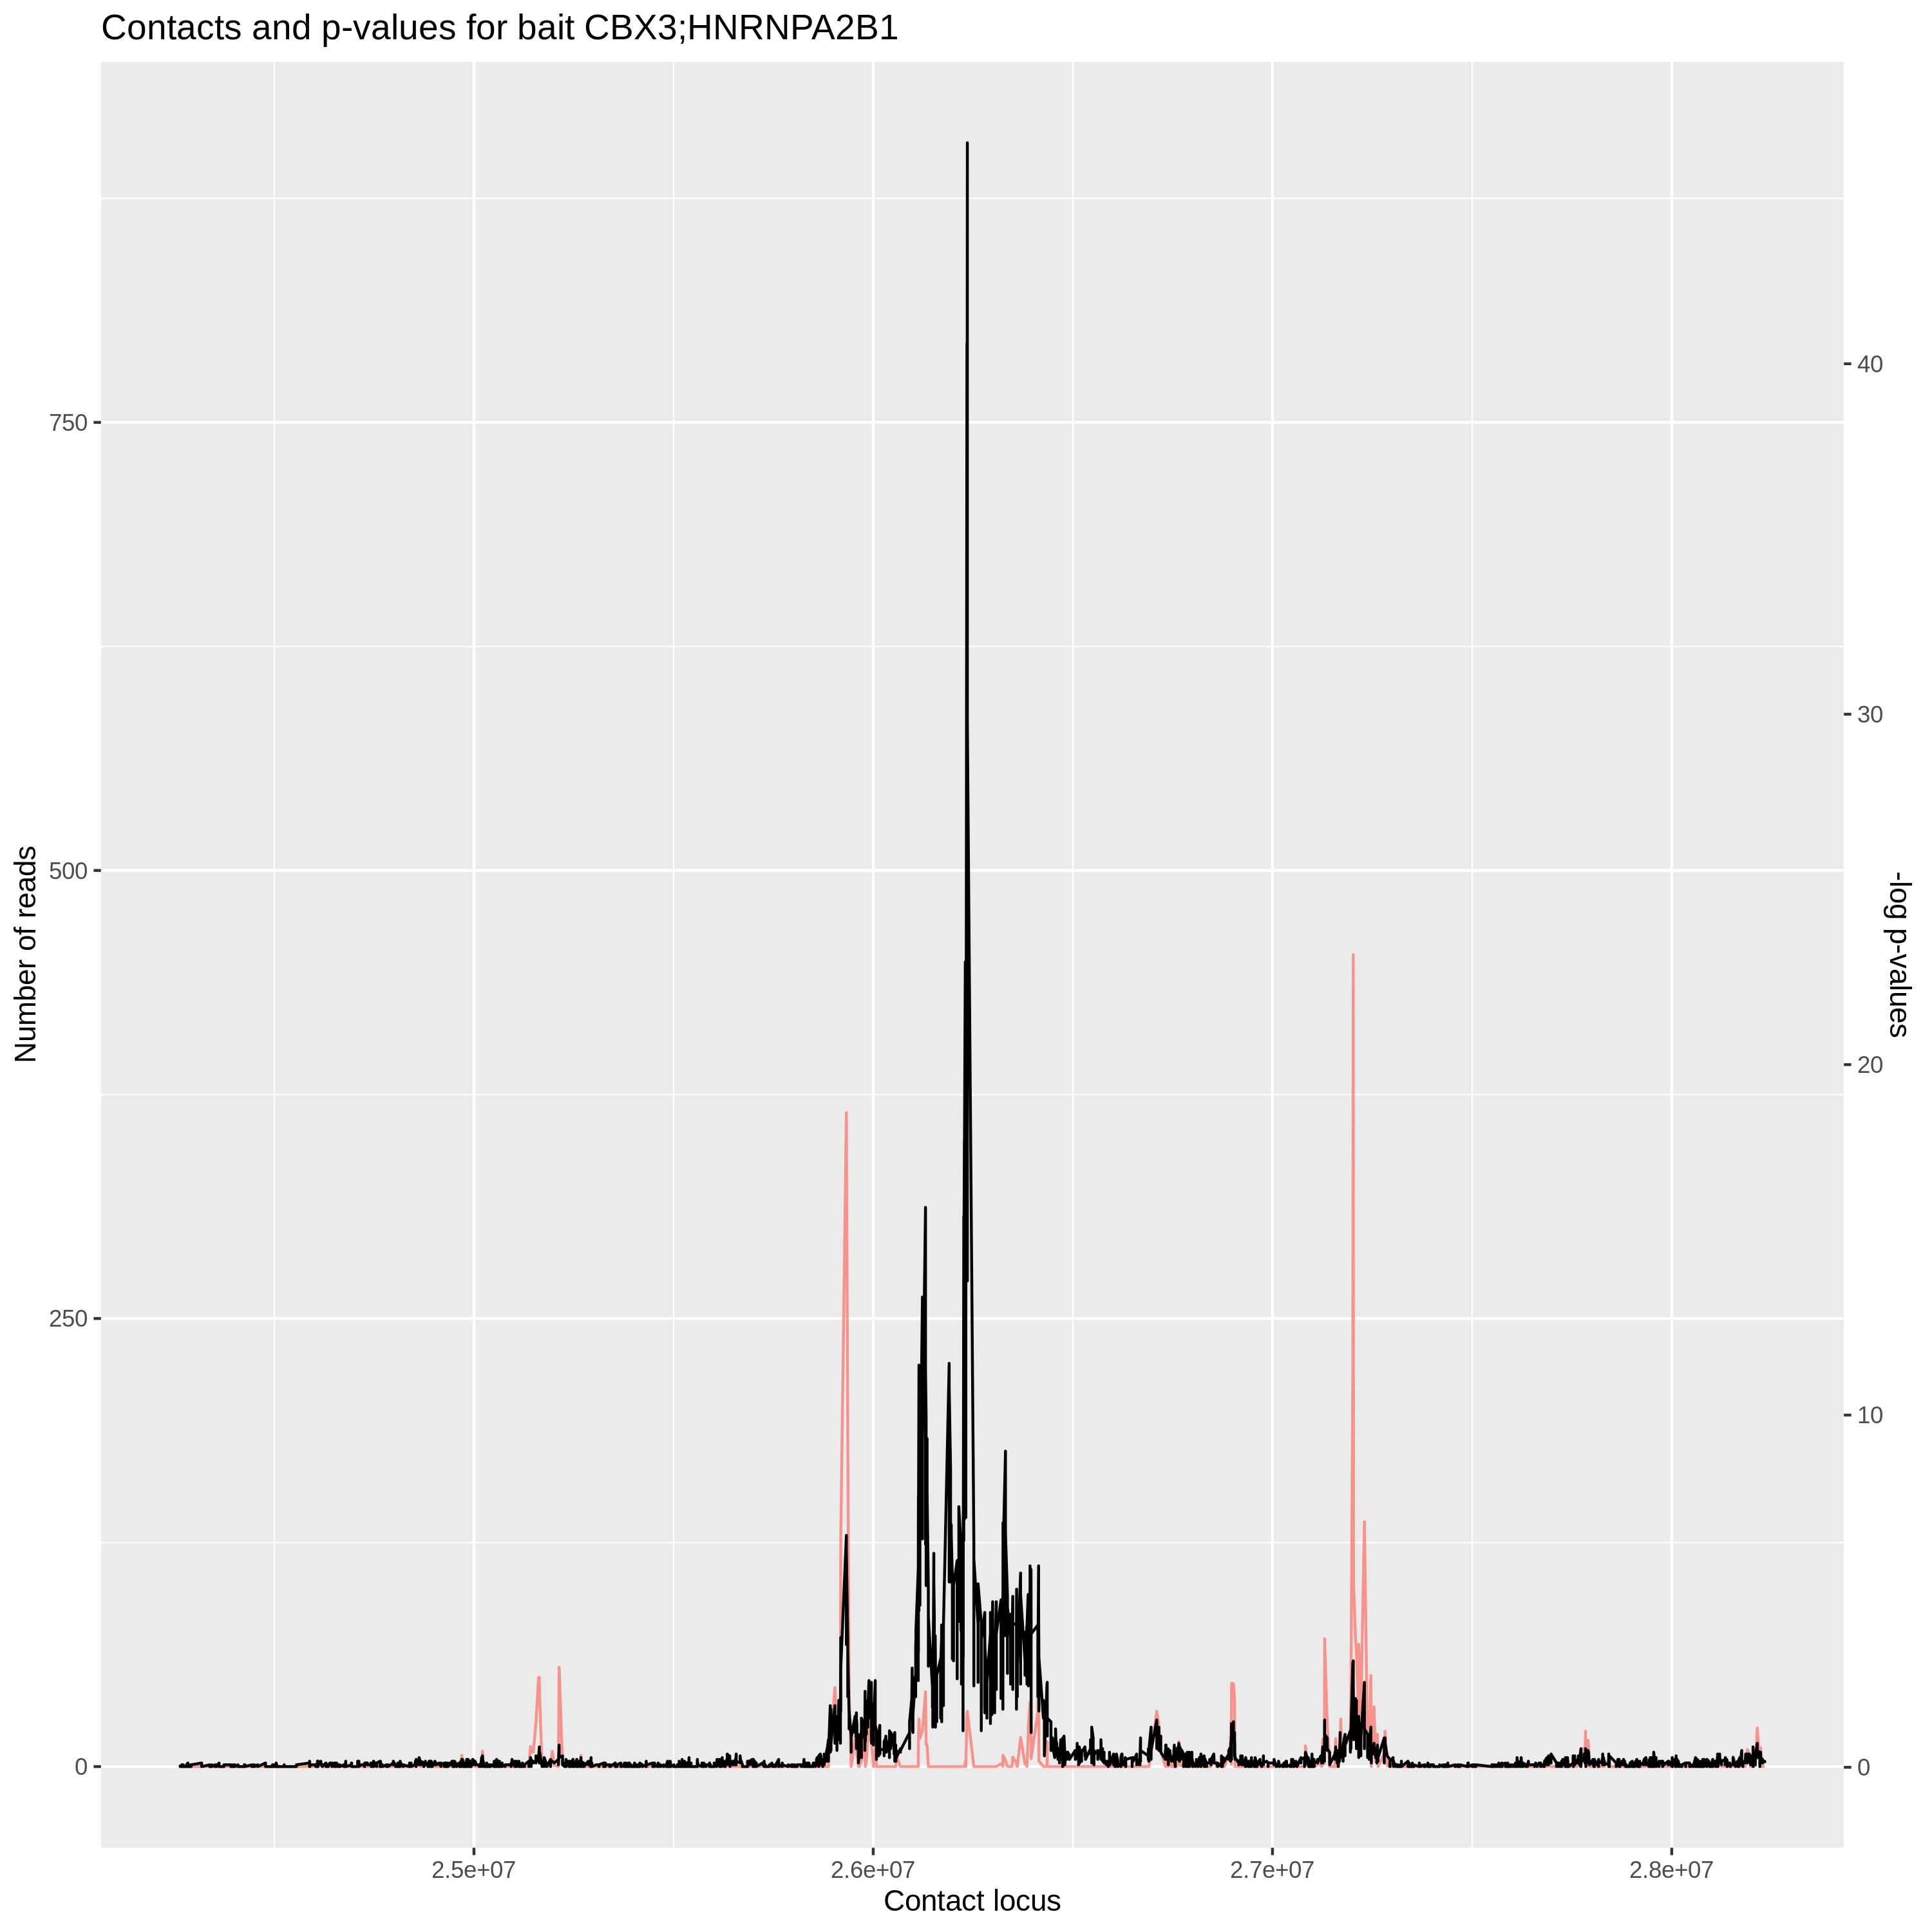 Contacts and p-values for bait CBX3;HNRNPA2B1
Number of reads
750
500
250
0
40
30
20
10
0
-log p-values
2.5e+07 2.6e+07 2.7e+07 2.8e+07
Contact locus